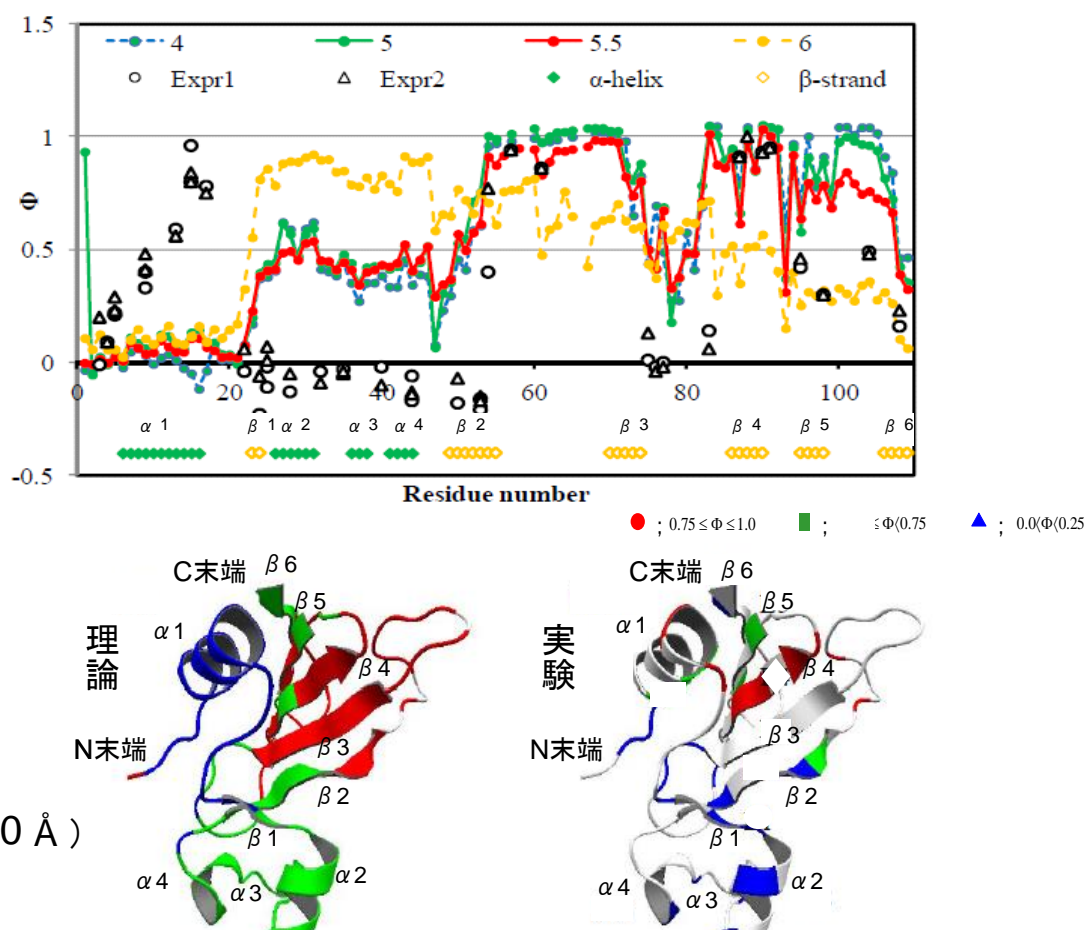 1.5
4
5
5.5
6
Expr1
Expr2
α-helix
β-strand
1
Φ
0.5
0
0 20 40 60 80 100
α 1 β 1 α 2 α 3 α 4 β 2 β 3 β 4 β 5 β 6
-0.5
Residue number
; 0.75 ≤ Φ ≤ 1.0 ; ≤ Φ⟨0.75 ; 0.0⟨Φ⟨0.25
C末端
β6
β5
α1
理論
β4
N末端
β3
β2
β1
α4
α3
α2
0 Å）
C末端
β6
β5
α1
実験
β4
N末端
β3
β2
β1
α4
α3
α2